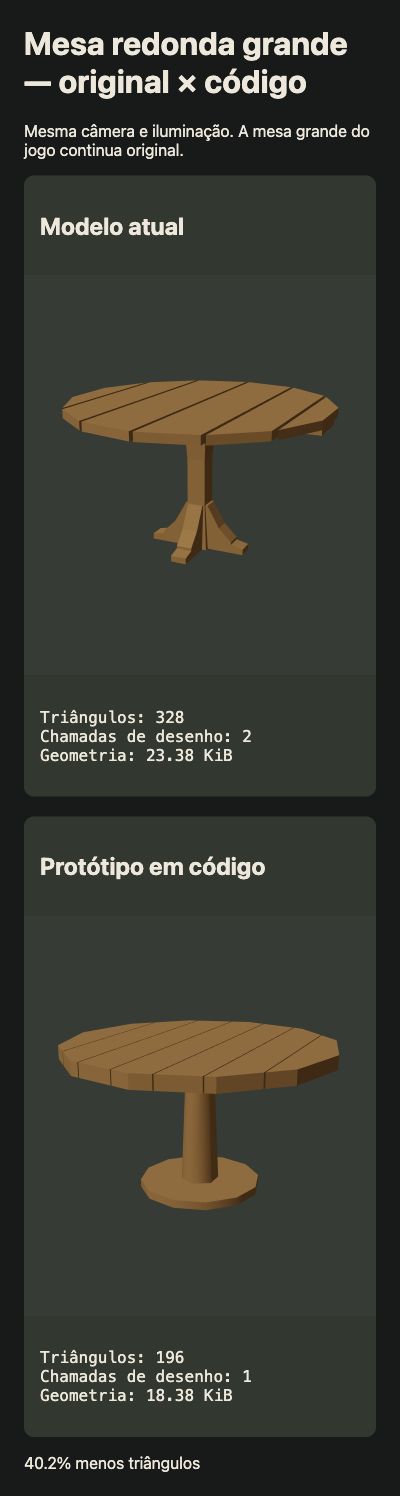 Mesa redonda grande
— original × código
Mesma câmera e iluminação. A mesa grande do
jogo continua original.
Modelo atual
Triângulos: 328
Chamadas de desenho: 2
Geometria: 23.38 KiB
Protótipo em código
Triângulos: 196
Chamadas de desenho: 1
Geometria: 18.38 KiB
40.2% menos triângulos